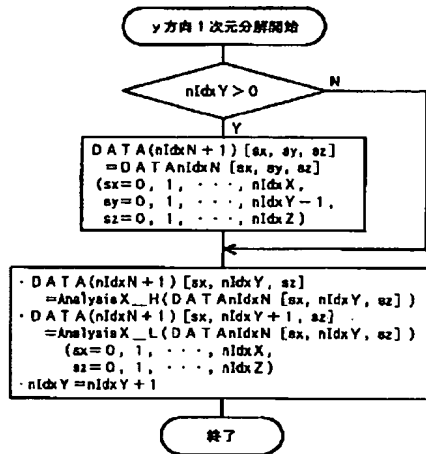 y方向1次元分解開始
nIdxY>0
N
Y
DATA(nIdxN+1) [sx, sy, sz]
=DATAnIdxN [sx, sy, sz]
(sx=0, 1, ···, nIdxX,
sy=0, 1, ···, nIdxY-1,
sz=0, 1, ···, nIdxZ)
·DATA(nIdxN+1) [sx, nIdxY, sz]
=AnalysisX_H(DATAnIdxN [sx, nIdxY, sz])
·DATA(nIdxN+1) [sx, nIdxY+1, sz]
=AnalysisX_L(DATAnIdxN [sx, nIdxY, sz])
(sx=0, 1, ···, nIdxX,
sz=0, 1, ···, nIdxZ)
·nIdxY=nIdxY+1
終了